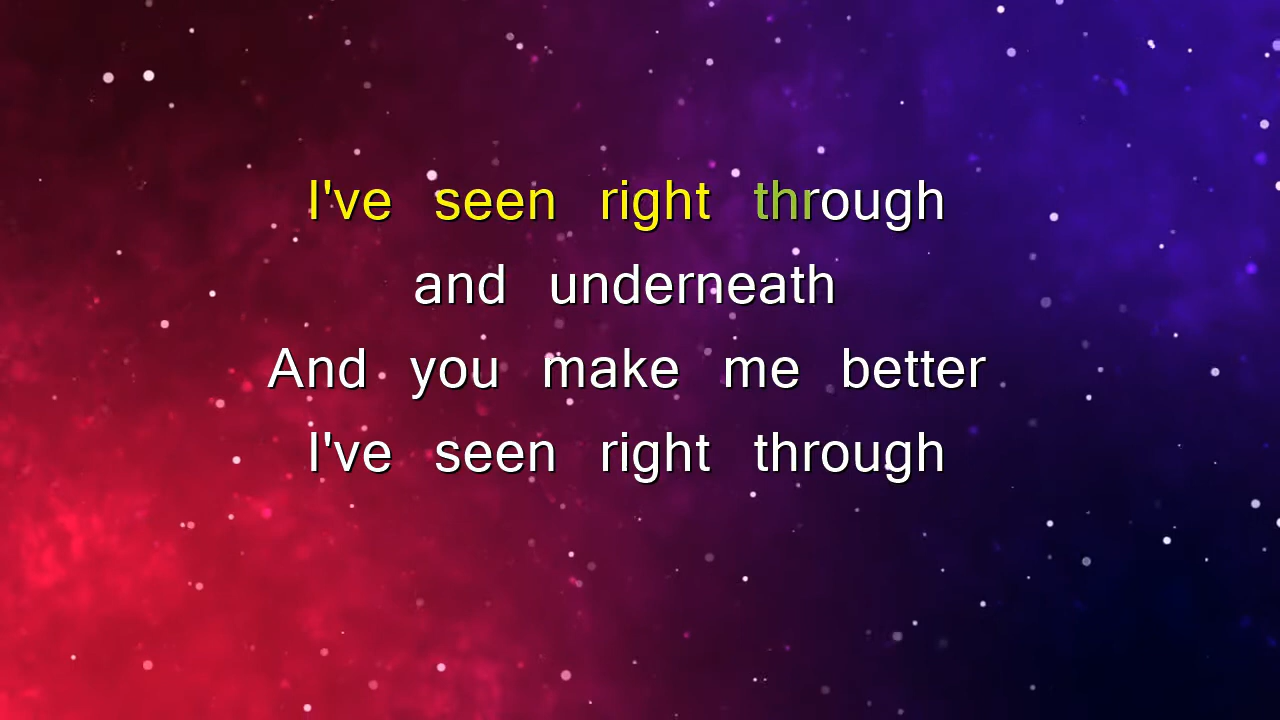 I've seen right through
and underneath
And you make me better
I've seen right through